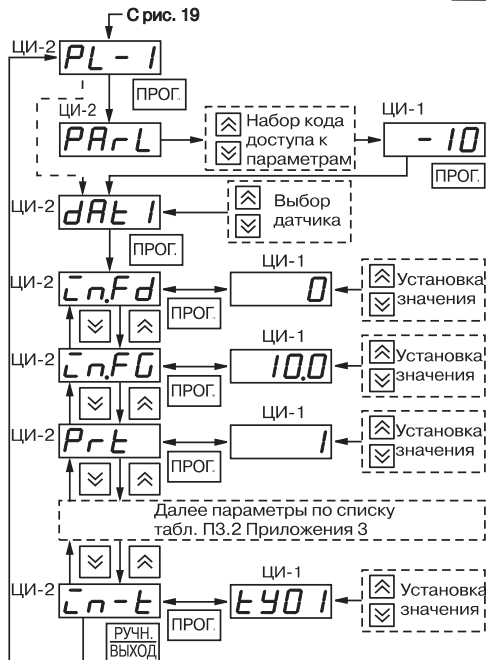 С рис. 19
ЦИ-2 PL-1
ПРОГ.
ЦИ-2 ЦИ-1
PArL Набор кода доступа к параметрам -10
ПРОГ.
ЦИ-2 dAt1 Выбор датчика
ПРОГ.
ЦИ-1
ЦИ-2 in.Fd ПРОГ. 0 Установка значения
ЦИ-1
ЦИ-2 in.FG ПРОГ. 10.0 Установка значения
ЦИ-1
ЦИ-2 Prt ПРОГ. 1 Установка значения
Далее параметры по списку
табл. П3.2 Приложения 3
ЦИ-1
ЦИ-2 in-t ПРОГ. tY01 Установка значения
РУЧН.
ВЫХОД